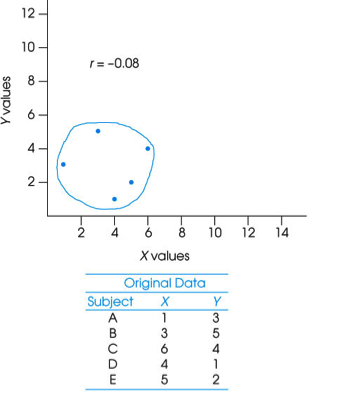 12
10
r = –0.08
8
Y values
6
4
2
2 4 6 8 10 12 14
X values
Original Data
Subject X Y
A 1 3
B 3 5
C 6 4
D 4 1
E 5 2